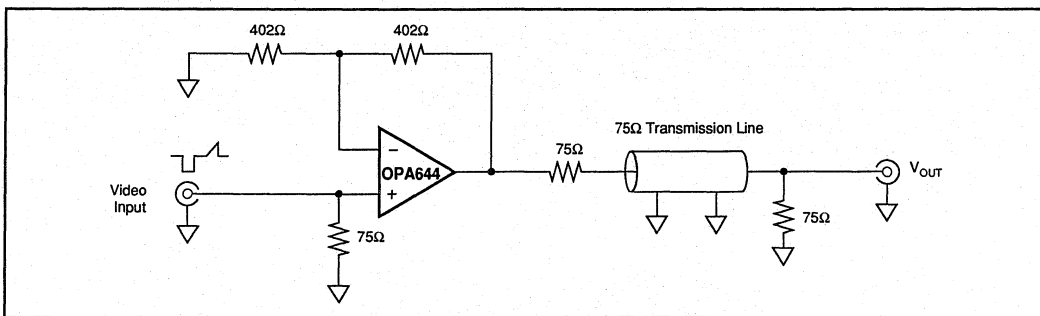 402Ω
402Ω
75Ω Transmission Line
75Ω
–
OPA644
+
Video
Input
75Ω
75Ω
VOUT